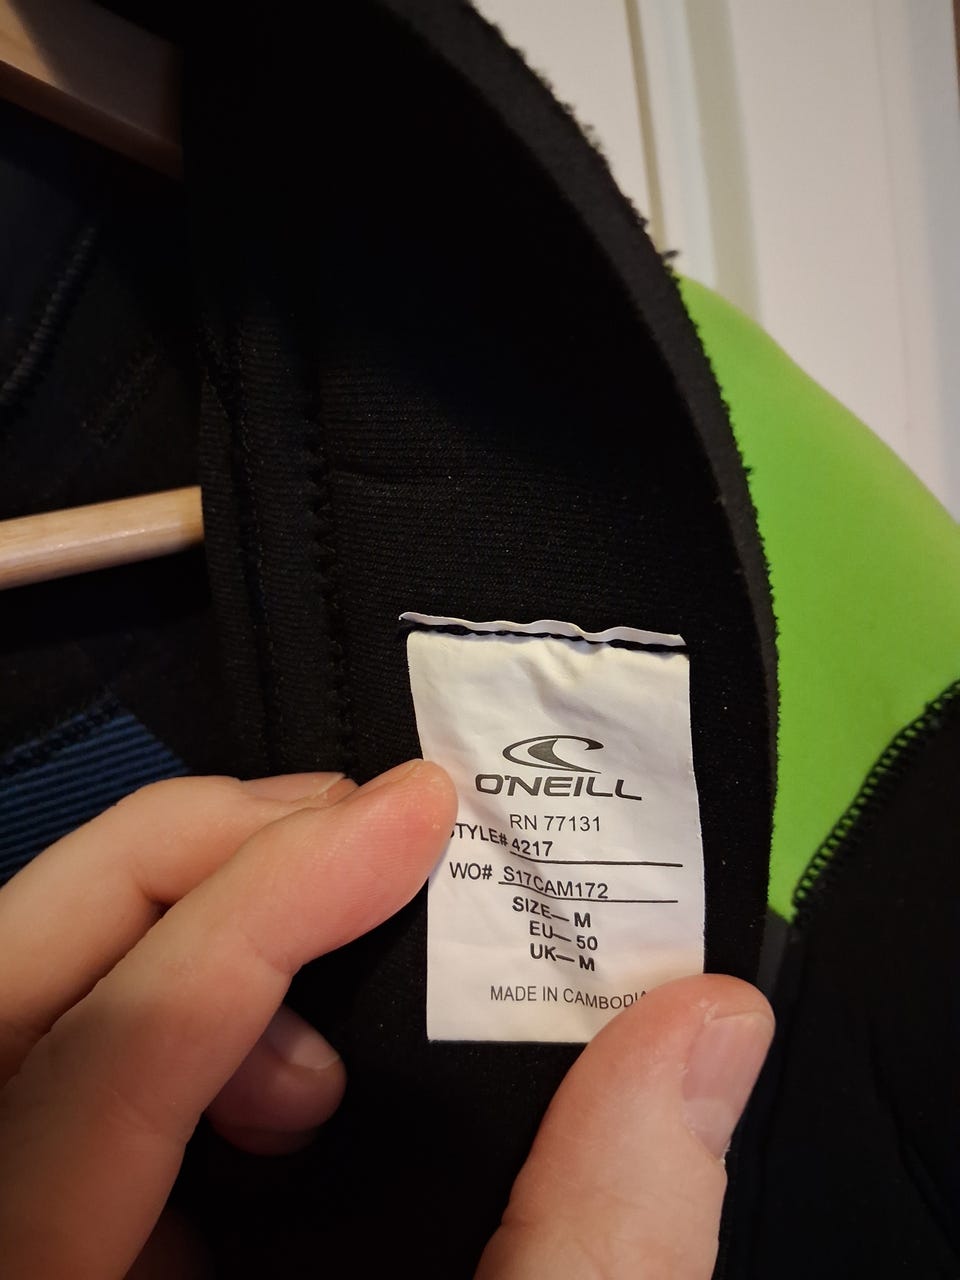 O'NEILL
RN 77131
STYLE# 4217
WO# S17CAM172
SIZE— M
EU— 50
UK— M
MADE IN CAMBODIA